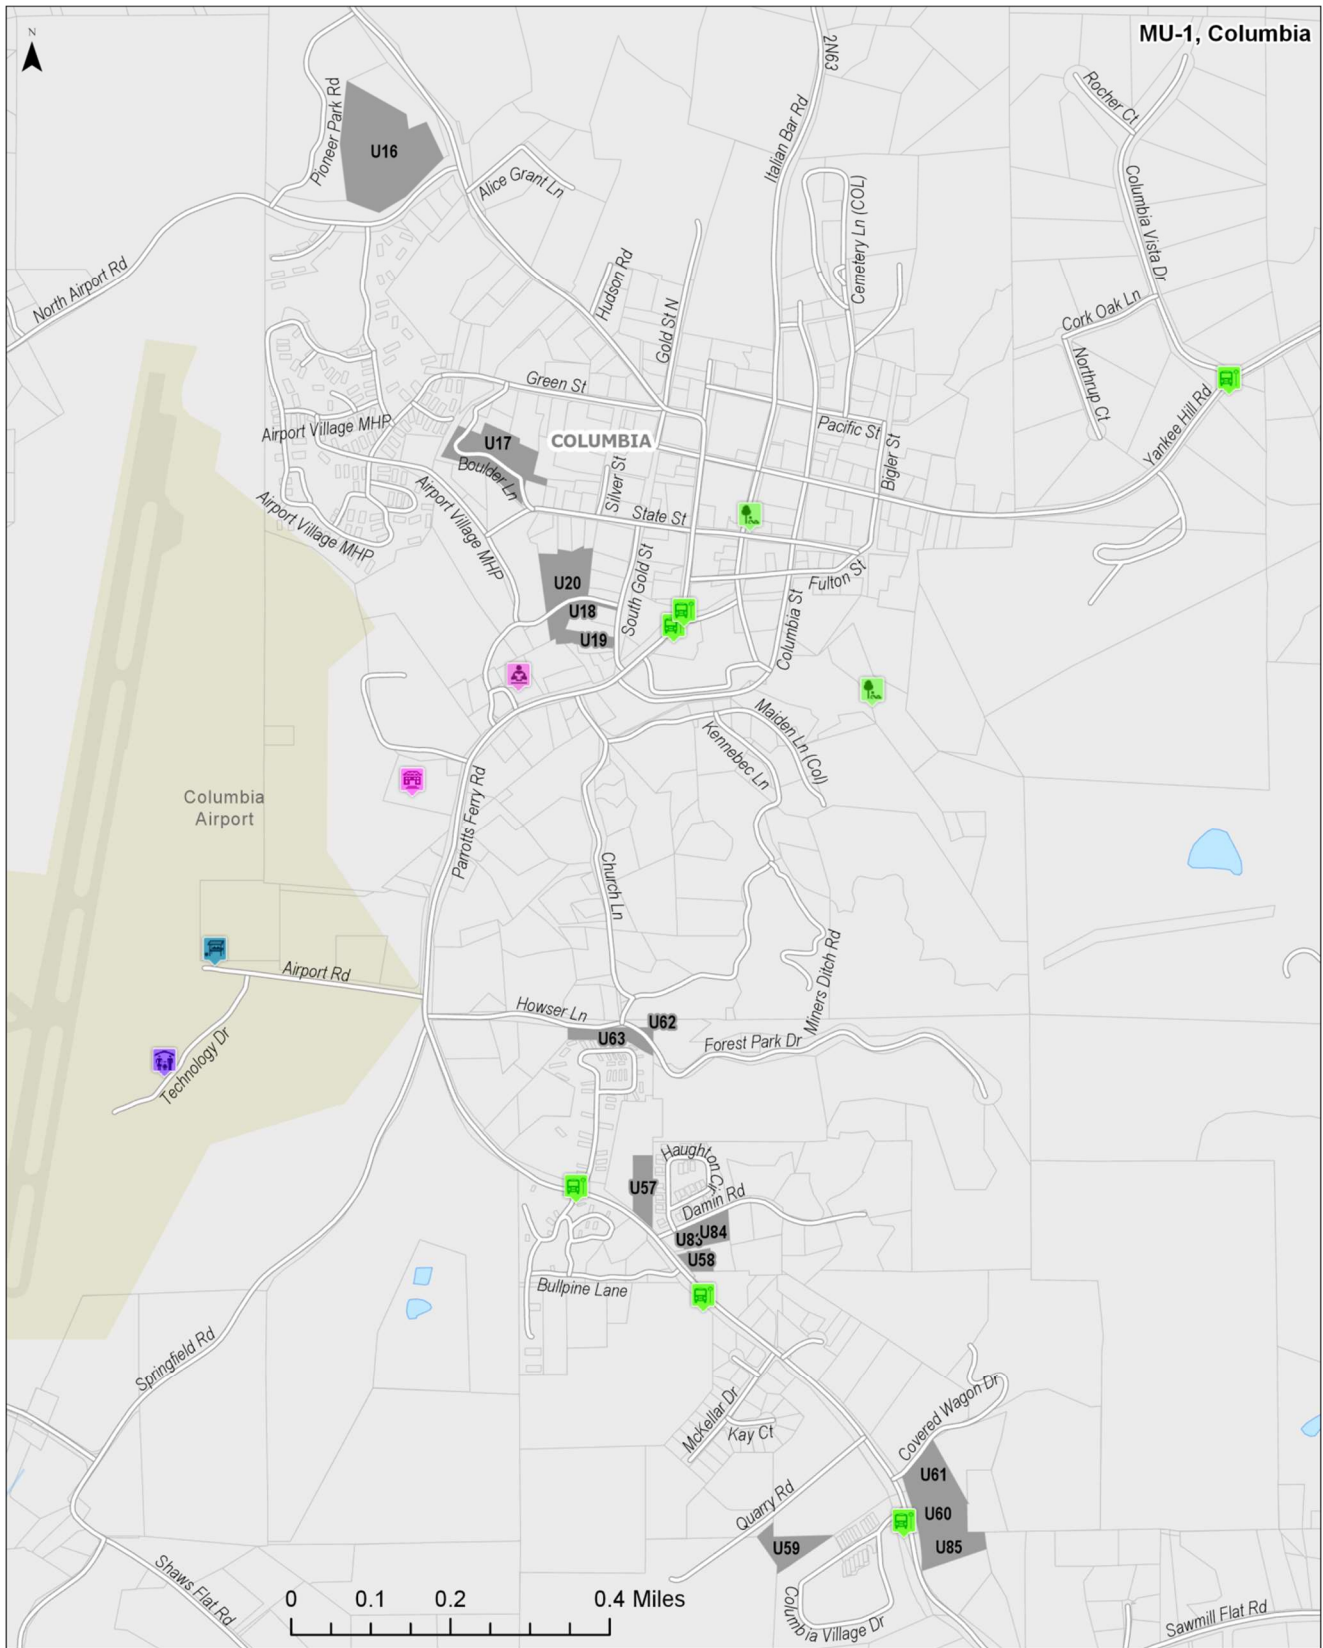 N
MU-1, Columbia
2N63
Rocher Ct
Pioneer Park Rd
Italian Bar Rd
U16
Alice Grant Ln
Columbia Vista Dr
Cemetery Ln (COL)
North Airport Rd
Hudson Rd
Gold St N
Cork Oak Ln
Northrup Ct
Green St
Airport Village MHP
Pacific St
Yankee Hill Rd
U17
COLUMBIA
Bigler St
Boulder Ln
Silver St
Airport Village MHP
Airport Village MHP
State St
U20
South Gold St
Fulton St
U18
Columbia St
U19
Maiden Ln (Col)
Kennebec Ln
Columbia
Airport
Parrotts Ferry Rd
Church Ln
Miners Ditch Rd
Airport Rd
Howser Ln
U62
U63
Forest Park Dr
Technology Dr
Haughton Cir
U57
Damin Rd
U83
U84
U58
Bullpine Lane
Springfield Rd
McKellar Dr
Kay Ct
Covered Wagon Dr
U61
Quarry Rd
U60
U59
U85
Shaws Flat Rd
Columbia Village Dr
Sawmill Flat Rd
0 0.1 0.2 0.4 Miles